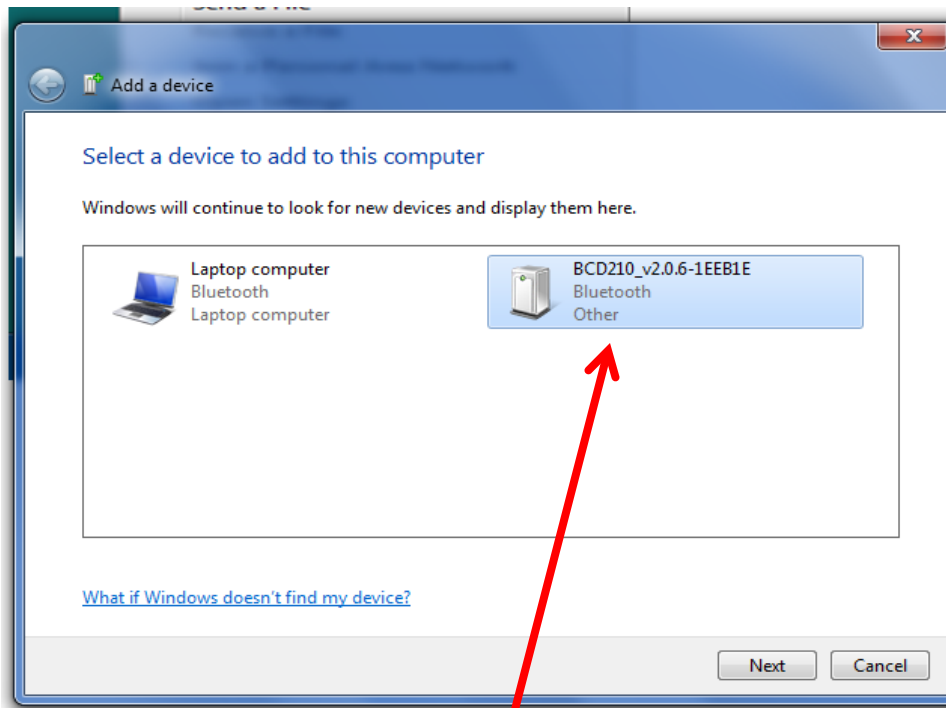 Send a File
Add a device
Select a device to add to this computer
Windows will continue to look for new devices and display them here.
Laptop computer
Bluetooth
Laptop computer
BCD210_v2.0.6-1EEB1E
Bluetooth
Other
What if Windows doesn't find my device?
Next
Cancel